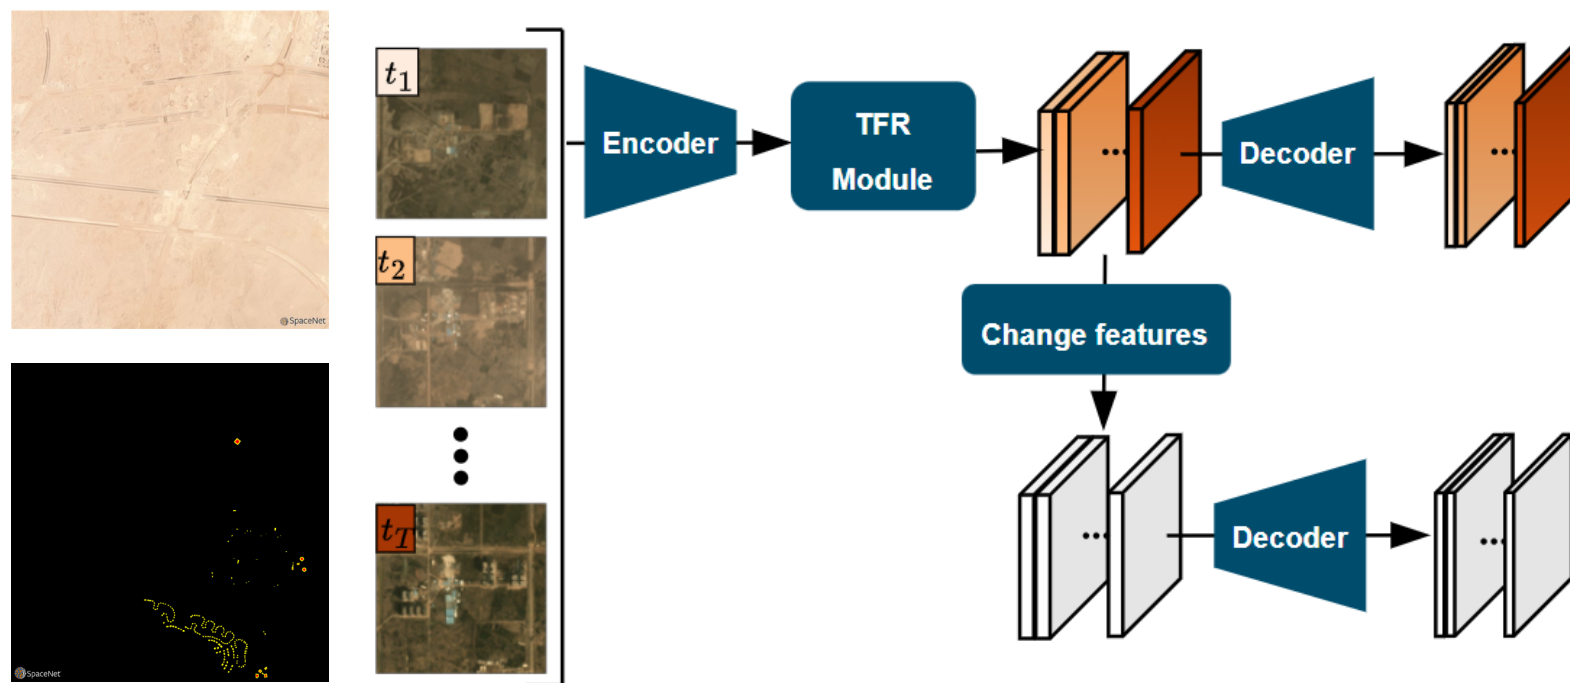 SpaceNet
SpaceNet
t1
t2
tT
Encoder
TFR
Module
Decoder
Change features
Decoder